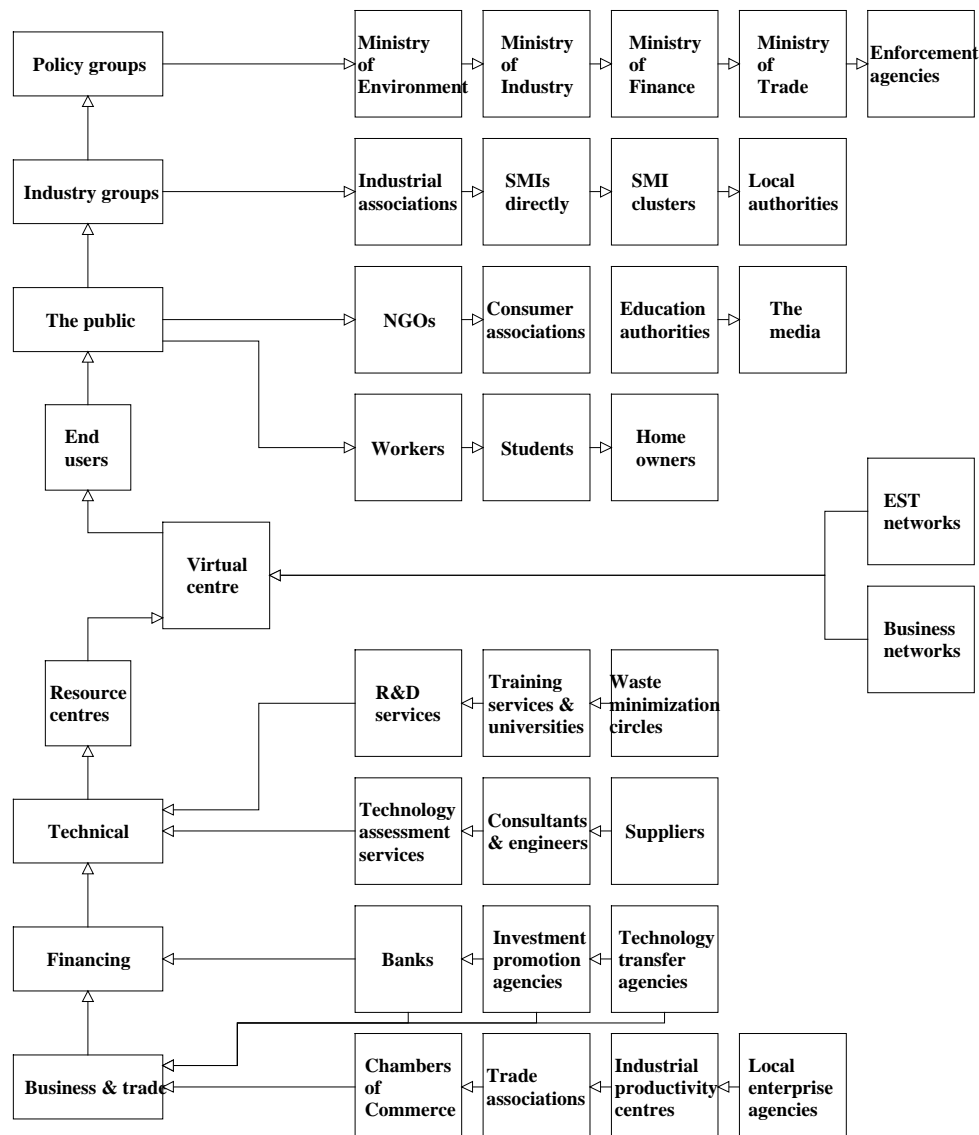 Policy groups
Ministry
of
Environment
Ministry
of
Industry
Ministry
of
Finance
Ministry
of
Trade
Enforcement
agencies
Industry groups
Industrial
associations
SMIs
directly
SMI
clusters
Local
authorities
The public
NGOs
Consumer
associations
Education
authorities
The
media
Workers
Students
Home
owners
End
users
EST
networks
Virtual
centre
Business
networks
Resource
centres
R&D
services
Training
services &
universities
Waste
minimization
circles
Technical
Technology
assessment
services
Consultants
& engineers
Suppliers
Financing
Banks
Investment
promotion
agencies
Technology
transfer
agencies
Business & trade
Chambers
of
Commerce
Trade
associations
Industrial
productivity
centres
Local
enterprise
agencies